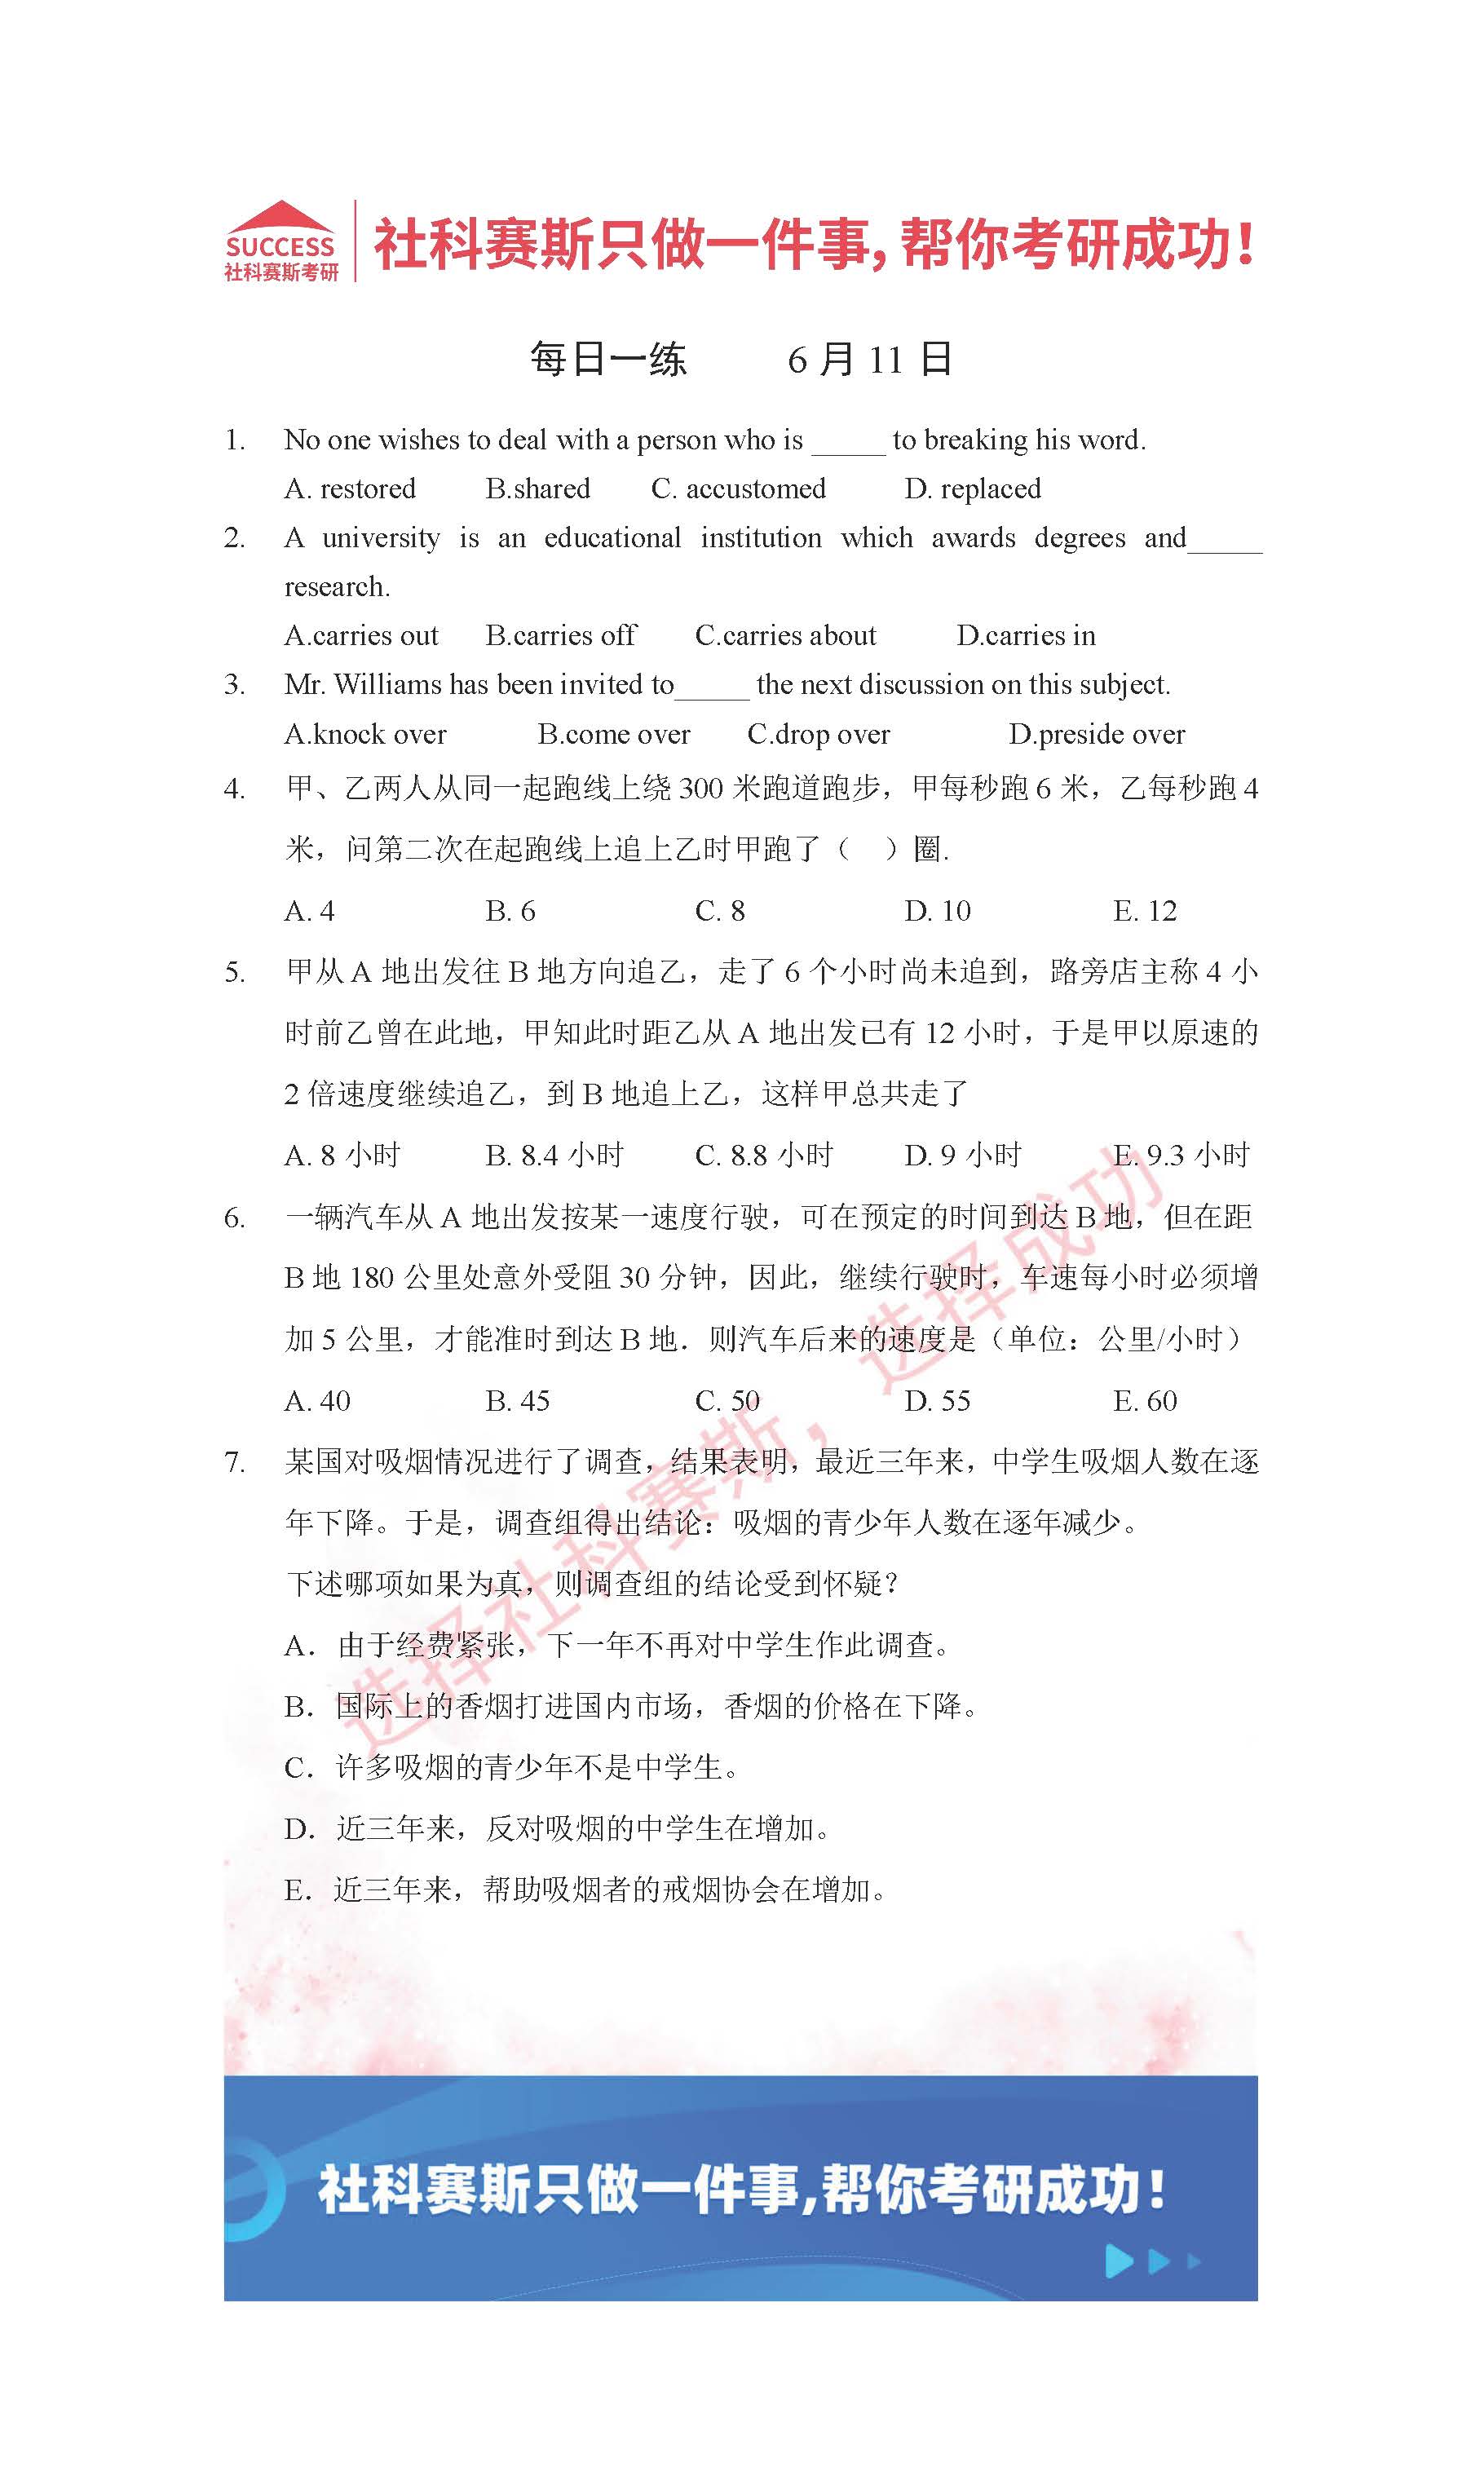 SUCCESS
社科赛斯考研
社科赛斯只做一件事，帮你考研成功！
每日一练 6 月 11 日
1. No one wishes to deal with a person who is _____ to breaking his word.
A. restored B.shared C. accustomed D. replaced
2. A university is an educational institution which awards degrees and_____
research.
A.carries out B.carries off C.carries about D.carries in
3. Mr. Williams has been invited to_____ the next discussion on this subject.
A.knock over B.come over C.drop over D.preside over
4. 甲、乙两人从同一起跑线上绕 300 米跑道跑步，甲每秒跑 6 米，乙每秒跑 4
米，问第二次在起跑线上追上乙时甲跑了（ ）圈.
A. 4 B. 6 C. 8 D. 10 E. 12
5. 甲从 A 地出发往 B 地方向追乙，走了 6 个小时尚未追到，路旁店主称 4 小
时前乙曾在此地，甲知此时距乙从 A 地出发已有 12 小时，于是甲以原速的
2 倍速度继续追乙，到 B 地追上乙，这样甲总共走了
A. 8 小时 B. 8.4 小时 C. 8.8 小时 D. 9 小时 E. 9.3 小时
6. 一辆汽车从 A 地出发按某一速度行驶，可在预定的时间到达 B 地，但在距
B 地 180 公里处意外受阻 30 分钟，因此，继续行驶时，车速每小时必须增
加 5 公里，才能准时到达 B 地．则汽车后来的速度是（单位：公里/小时）
A. 40 B. 45 C. 50 D. 55 E. 60
7. 某国对吸烟情况进行了调查，结果表明，最近三年来，中学生吸烟人数在逐
年下降。于是，调查组得出结论：吸烟的青少年人数在逐年减少。
下述哪项如果为真，则调查组的结论受到怀疑？
A．由于经费紧张，下一年不再对中学生作此调查。
B．国际上的香烟打进国内市场，香烟的价格在下降。
C．许多吸烟的青少年不是中学生。
D．近三年来，反对吸烟的中学生在增加。
E．近三年来，帮助吸烟者的戒烟协会在增加。
选择社科赛斯，选择成功
社科赛斯只做一件事,帮你考研成功！